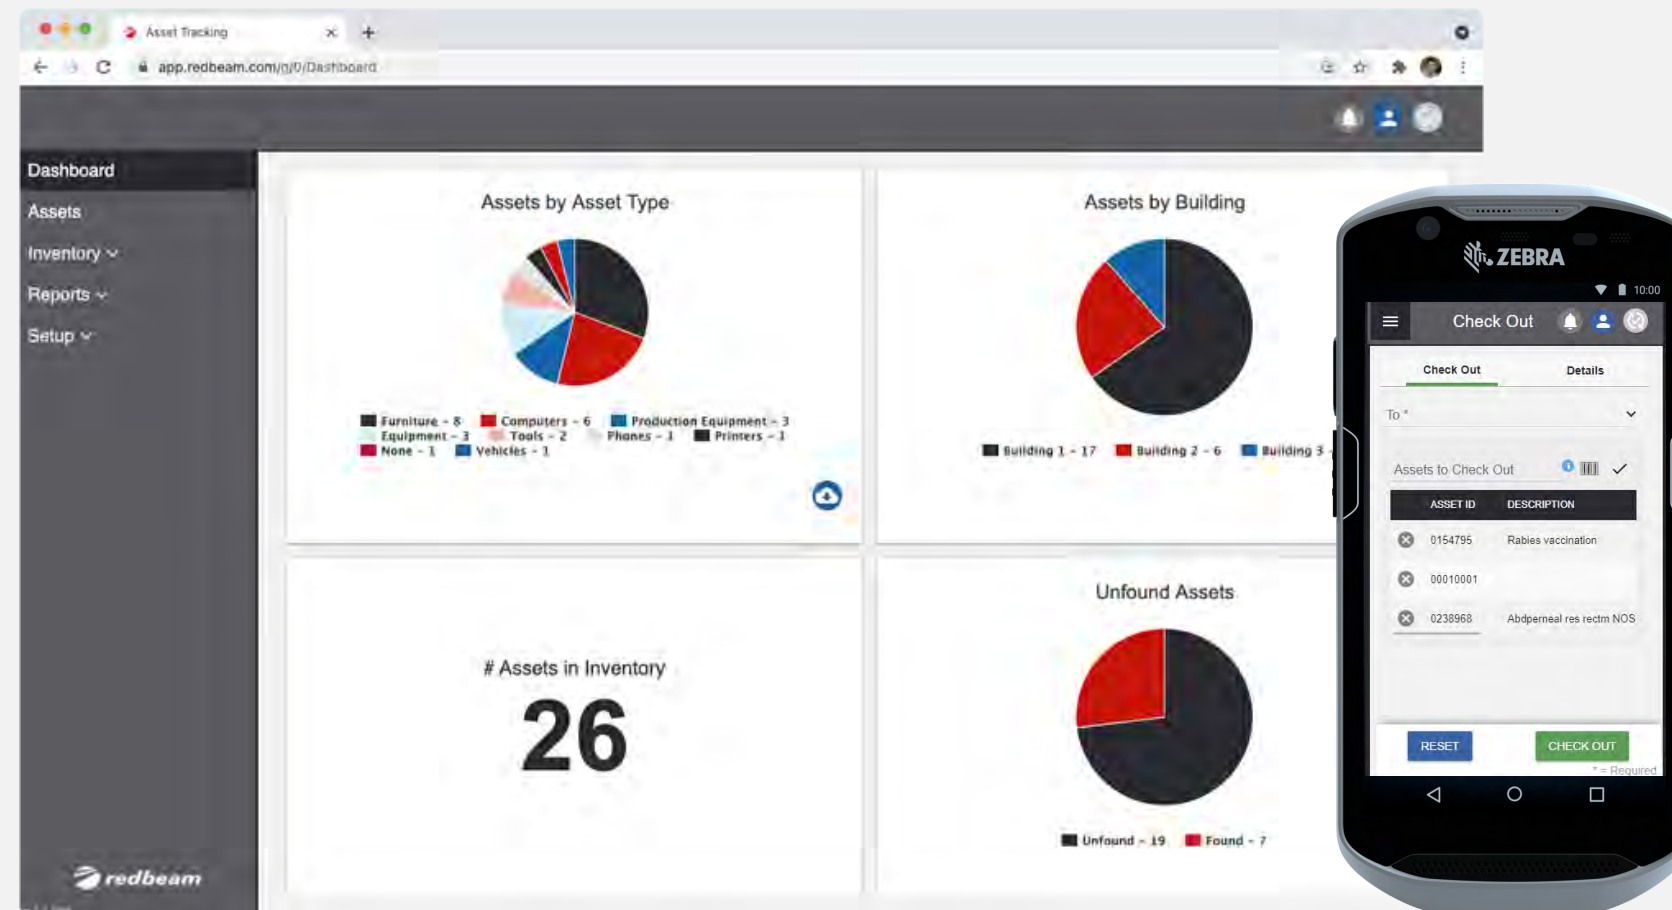 Asset Tracking
app.redbeam.com/g/0/Dashboard
Dashboard
Assets
Inventory
Reports
Setup
redbeam
Assets by Asset Type
Furniture - 8 Computers - 6 Production Equipment - 3
Equipment - 3 Tools - 2 Phones - 1 Printers - 1
None - 1 Vehicles - 1
Assets by Building
Building 1 - 17 Building 2 - 6 Building 3 -
# Assets in Inventory
26
Unfound Assets
Unfound - 19 Found - 7
ZEBRA
10:00
Check Out
Check Out Details
To *
Assets to Check Out
ASSET ID DESCRIPTION
0154795 Rabies vaccination
00010001
0238968 Abdperneal res rectm NOS
RESET CHECK OUT
* = Required